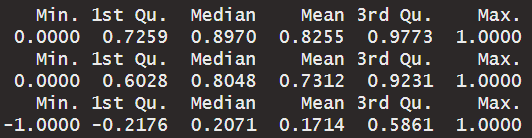 Min. 1st Qu. Median Mean 3rd Qu. Max.
0.0000 0.7259 0.8970 0.8255 0.9773 1.0000
Min. 1st Qu. Median Mean 3rd Qu. Max.
0.0000 0.6028 0.8048 0.7312 0.9231 1.0000
Min. 1st Qu. Median Mean 3rd Qu. Max.
-1.0000 -0.2176 0.2071 0.1714 0.5861 1.0000